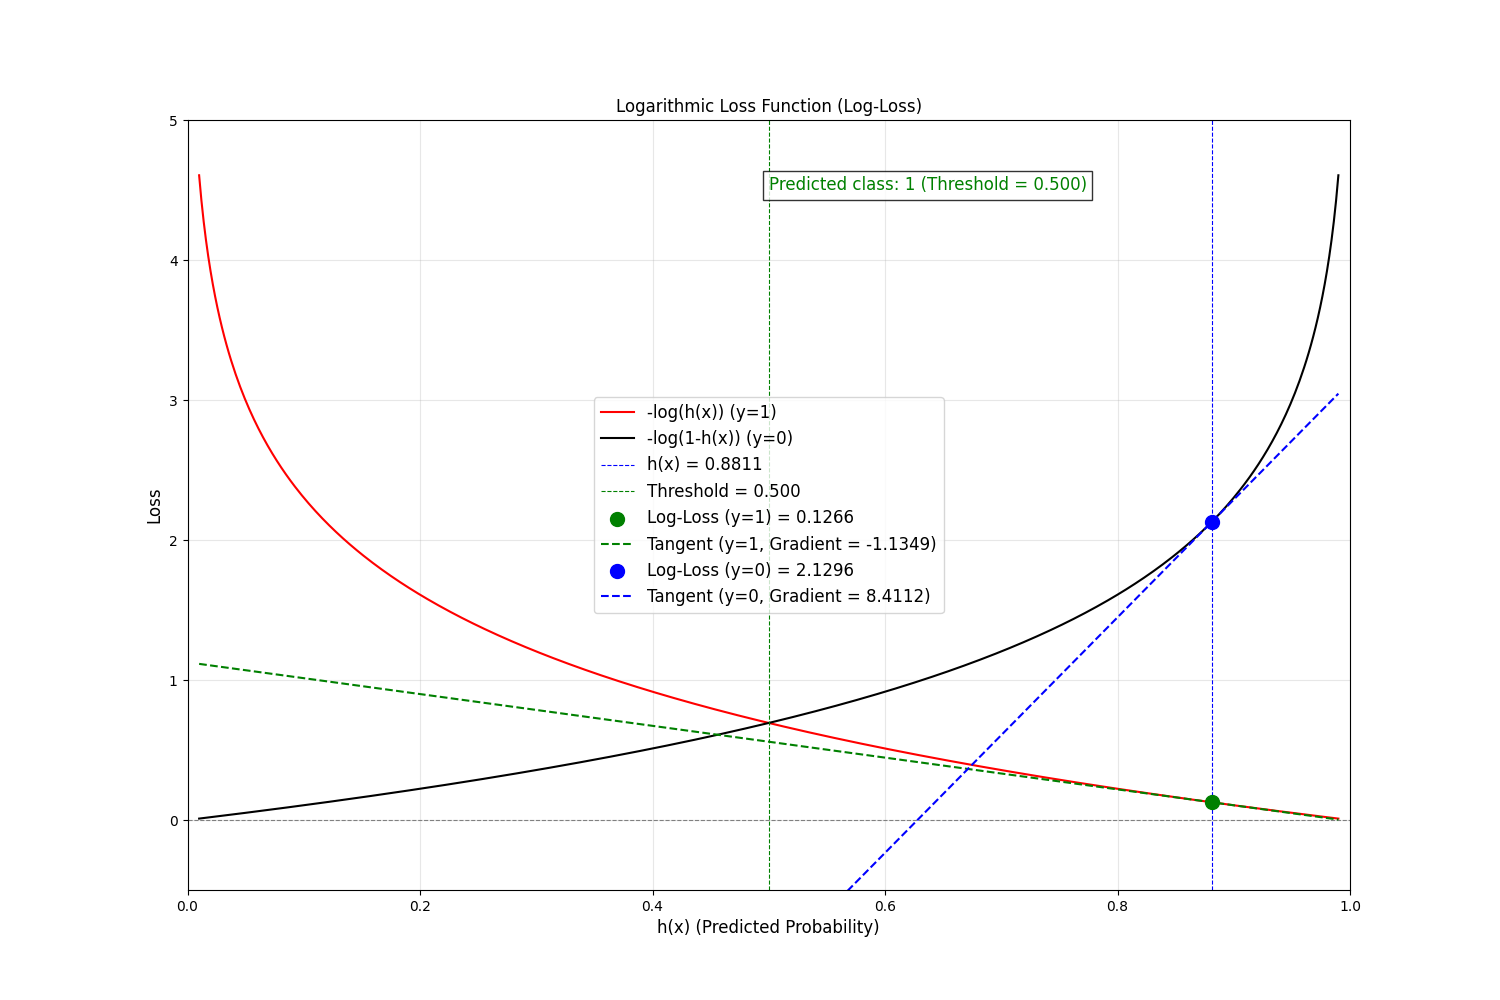 Logarithmic Loss Function (Log-Loss)
5
Predicted class: 1 (Threshold = 0.500)
4
3
-log(h(x)) (y=1)
-log(1-h(x)) (y=0)
h(x) = 0.8811
Threshold = 0.500
Log-Loss (y=1) = 0.1266
Tangent (y=1, Gradient = -1.1349)
Log-Loss (y=0) = 2.1296
Tangent (y=0, Gradient = 8.4112)
Loss
2
1
0
0.0 0.2 0.4 0.6 0.8 1.0
h(x) (Predicted Probability)